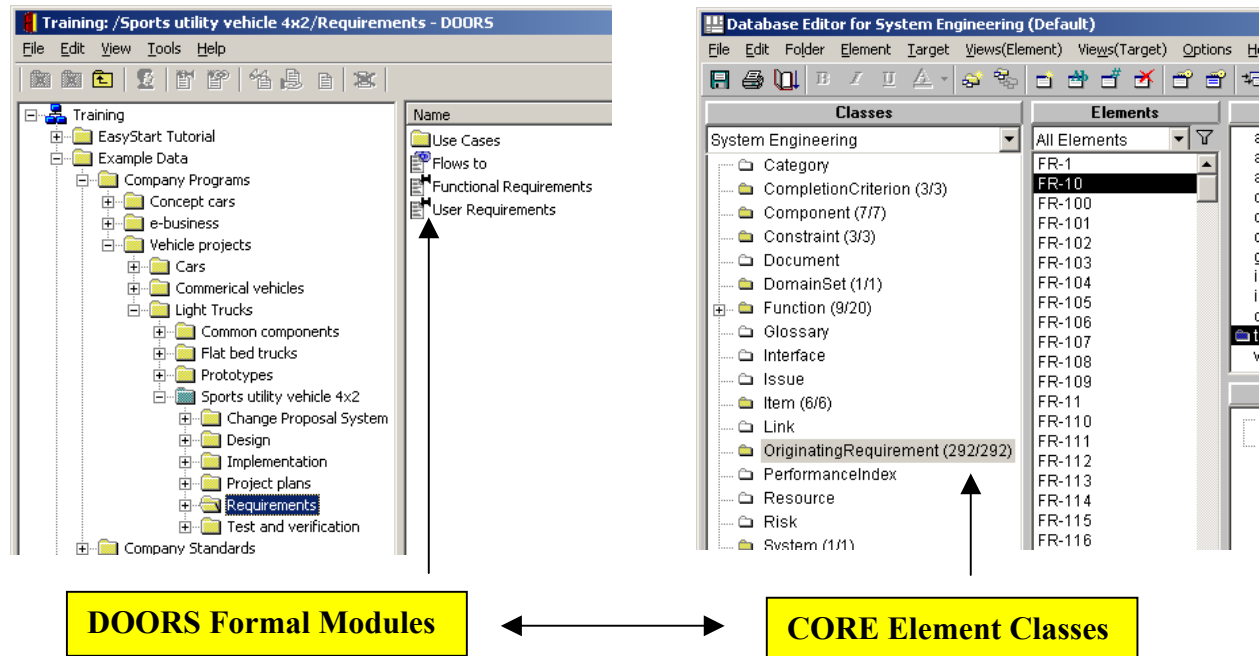 Training: /Sports utility vehicle 4x2/Requirements - DOORS
File Edit View Tools Help
Training
EasyStart Tutorial
Example Data
Company Programs
Concept cars
e-business
Vehicle projects
Cars
Commerical vehicles
Light Trucks
Common components
Flat bed trucks
Prototypes
Sports utility vehicle 4x2
Change Proposal System
Design
Implementation
Project plans
Requirements
Test and verification
Company Standards
Name
Use Cases
Flows to
Functional Requirements
User Requirements
Database Editor for System Engineering (Default)
File Edit Folder Element Target Views(Element) Views(Target) Options
B I U A
Classes
System Engineering
Category
CompletionCriterion (3/3)
Component (7/7)
Constraint (3/3)
Document
DomainSet (1/1)
Function (9/20)
Glossary
Interface
Issue
Item (6/6)
Link
OriginatingRequirement (292/292)
PerformanceIndex
Resource
Risk
System (1/1)
Elements
All Elements
FR-1
FR-10
FR-100
FR-101
FR-102
FR-103
FR-104
FR-105
FR-106
FR-107
FR-108
FR-109
FR-11
FR-110
FR-111
FR-112
FR-113
FR-114
FR-115
FR-116
DOORS Formal Modules
CORE Element Classes